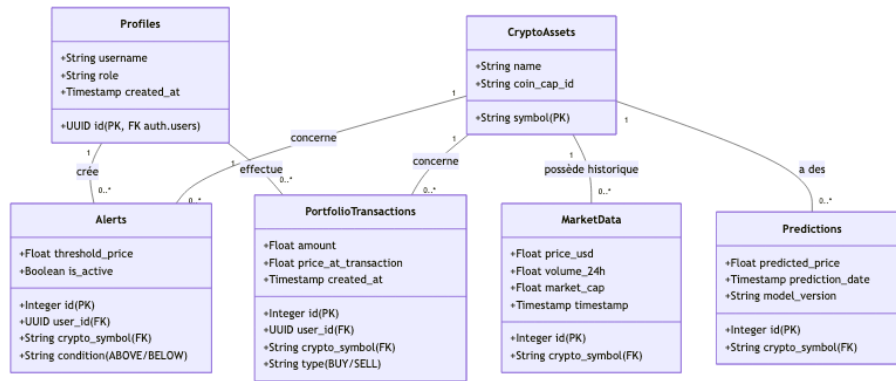 Profiles
+String username
+String role
+Timestamp created_at
+UUID id(PK, FK auth.users)
CryptoAssets
+String name
+String coin_cap_id
+String symbol(PK)
1
crée
0..*
1
effectue
0..*
1
concerne
0..*
1
concerne
0..*
1
possède historique
0..*
1
a des
0..*
Alerts
+Float threshold_price
+Boolean is_active
+Integer id(PK)
+UUID user_id(FK)
+String crypto_symbol(FK)
+String condition(ABOVE/BELOW)
PortfolioTransactions
+Float amount
+Float price_at_transaction
+Timestamp created_at
+Integer id(PK)
+UUID user_id(FK)
+String crypto_symbol(FK)
+String type(BUY/SELL)
MarketData
+Float price_usd
+Float volume_24h
+Float market_cap
+Timestamp timestamp
+Integer id(PK)
+String crypto_symbol(FK)
Predictions
+Float predicted_price
+Timestamp prediction_date
+String model_version
+Integer id(PK)
+String crypto_symbol(FK)